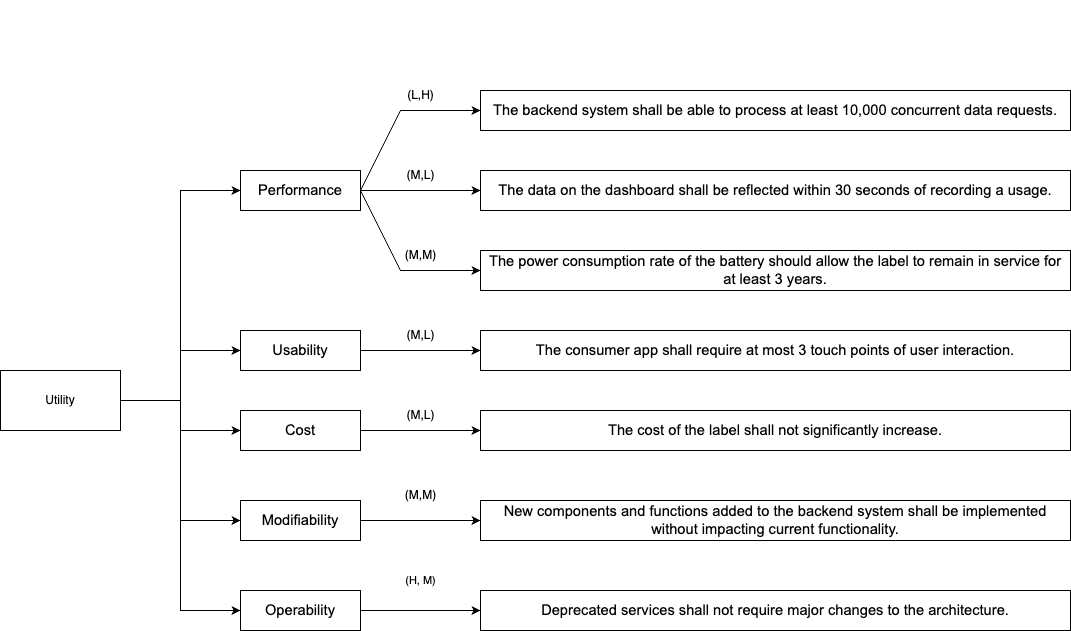 (L,H)
The backend system shall be able to process at least 10,000 concurrent data requests.
Performance
(M,L)
The data on the dashboard shall be reflected within 30 seconds of recording a usage.
(M,M)
The power consumption rate of the battery should allow the label to remain in service for
at least 3 years.
Usability
(M,L)
The consumer app shall require at most 3 touch points of user interaction.
Utility
Cost
(M,L)
The cost of the label shall not significantly increase.
Modifiability
(M,M)
New components and functions added to the backend system shall be implemented
without impacting current functionality.
Operability
(H, M)
Deprecated services shall not require major changes to the architecture.